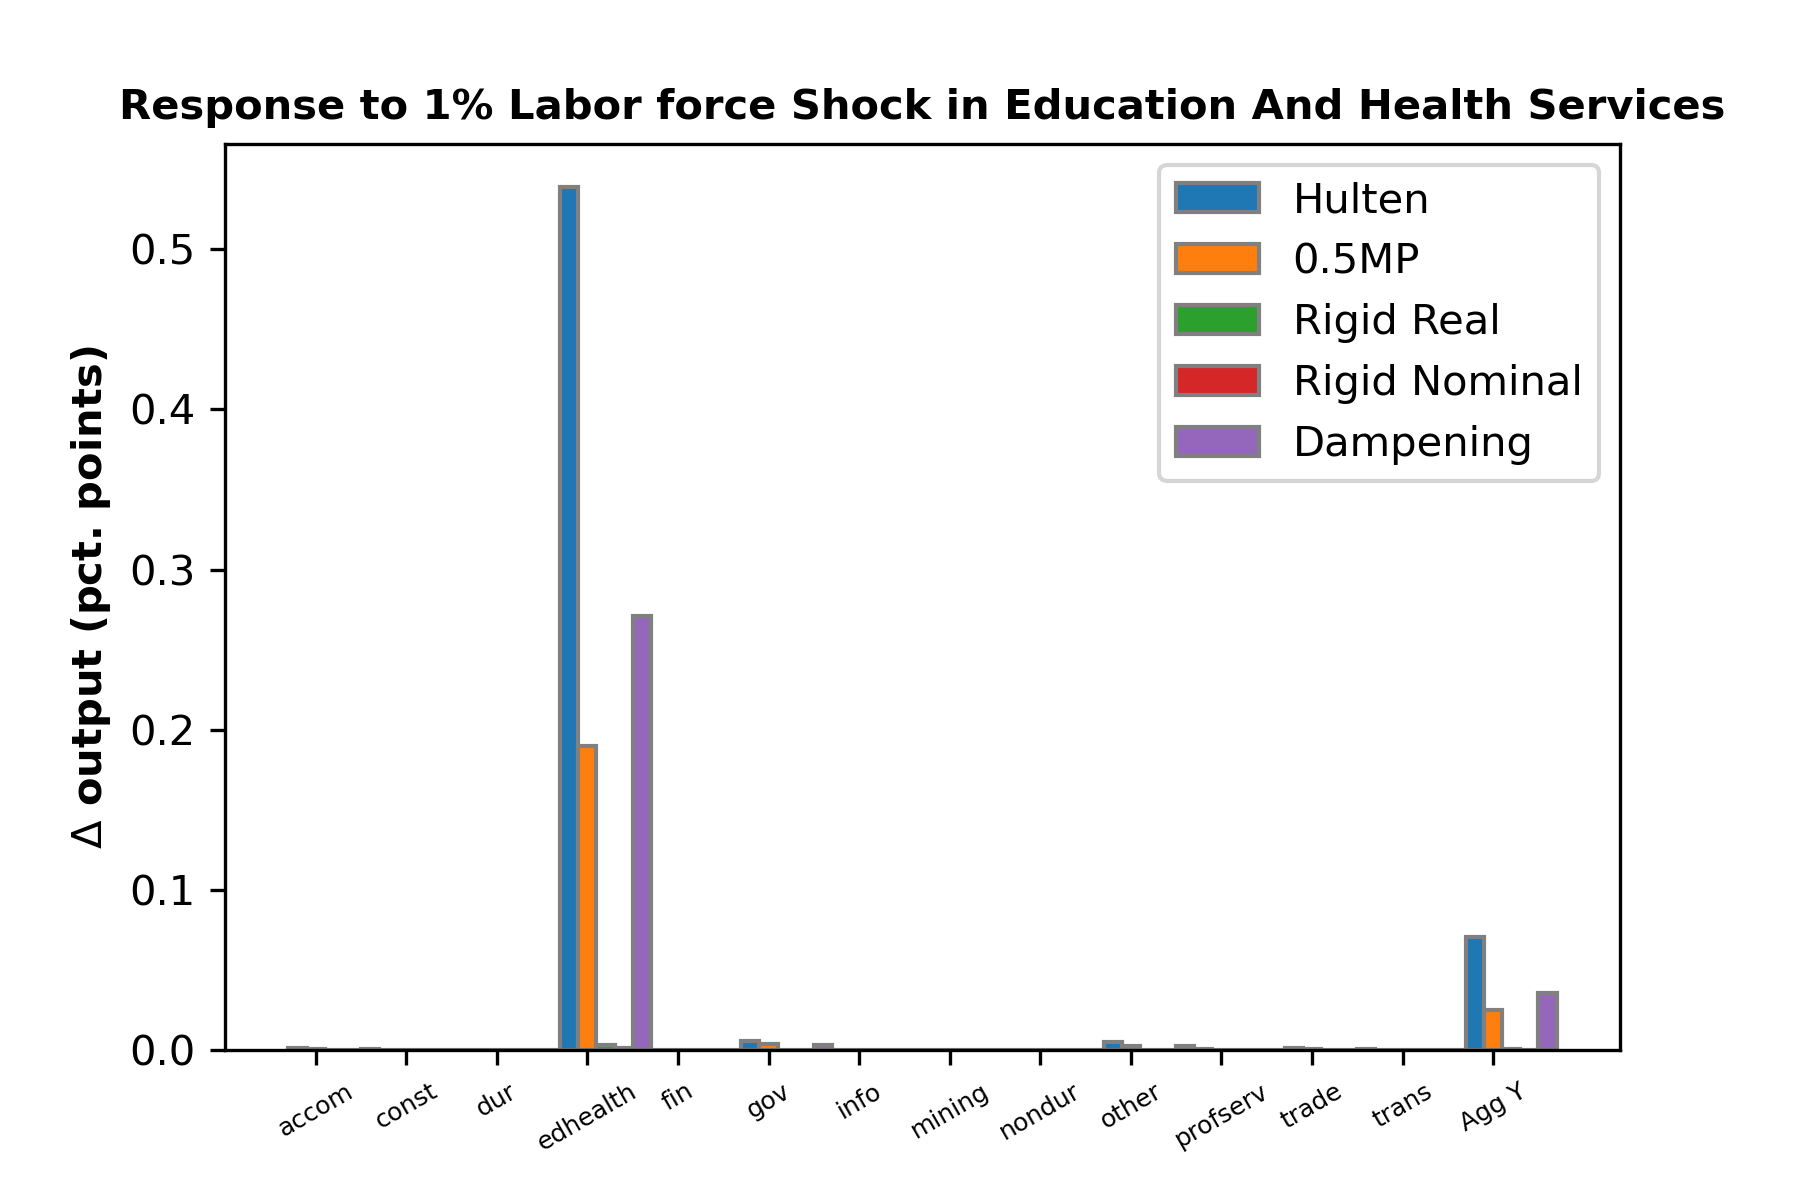 Response to 1% Labor force Shock in Education And Health Services
Δ output (pct. points)
0.5
0.4
0.3
0.2
0.1
0.0
Hulten
0.5MP
Rigid Real
Rigid Nominal
Dampening
accom
const
dur
edhealth
fin
gov
info
mining
nondur
other
profserv
trade
trans
Agg Y